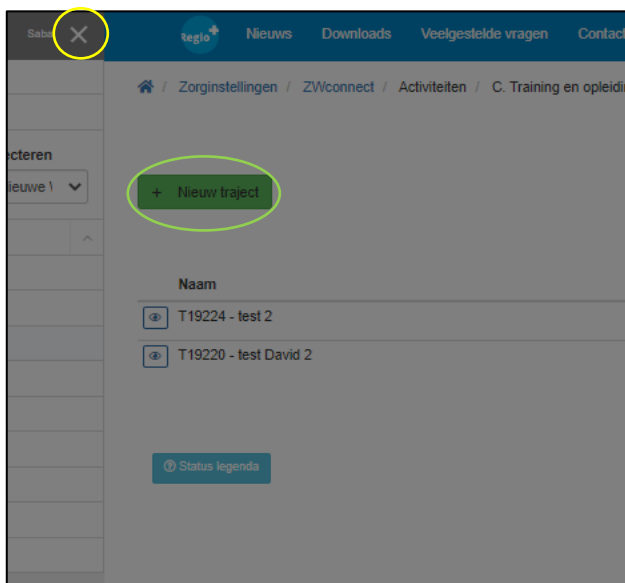 Saba
Regio+ Nieuws Downloads Veelgestelde vragen Contact
/ Zorginstellingen / ZWconnect / Activiteiten / C. Training en opleidi
ecteren
ieuwe
+ Nieuw traject
Naam
T19224 - test 2
T19220 - test David 2
Status legenda